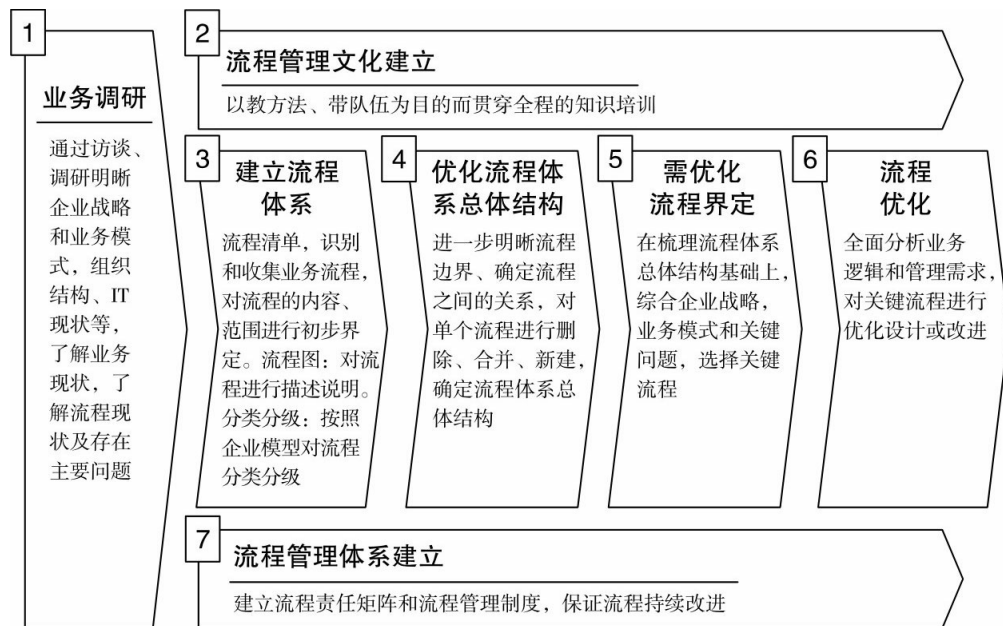 1
业务调研
通过访谈、
调研明晰
企业战略
和业务模
式，组织
结构、IT
现状等，
了解业务
现状，了
解流程现
状及存在
主要问题
2
流程管理文化建立
以教方法、带队伍为目的而贯穿全程的知识培训
3
建立流程
体系
流程清单，识别
和收集业务流程，
对流程的内容、
范围进行初步界
定。流程图：对流
程进行描述说明。
分类分级：按照
企业模型对流程
分类分级
4
优化流程体
系总体结构
进一步明晰流程
边界、确定流程
之间的关系，对
单个流程进行删
除、合并、新建，
确定流程体系总
体结构
5
需优化
流程界定
在梳理流程体系
总体结构基础上，
综合企业战略，
业务模式和关键
问题，选择关键
流程
6
流程
优化
全面分析业务
逻辑和管理需求，
对关键流程进行
优化设计或改进
7
流程管理体系建立
建立流程责任矩阵和流程管理制度，保证流程持续改进